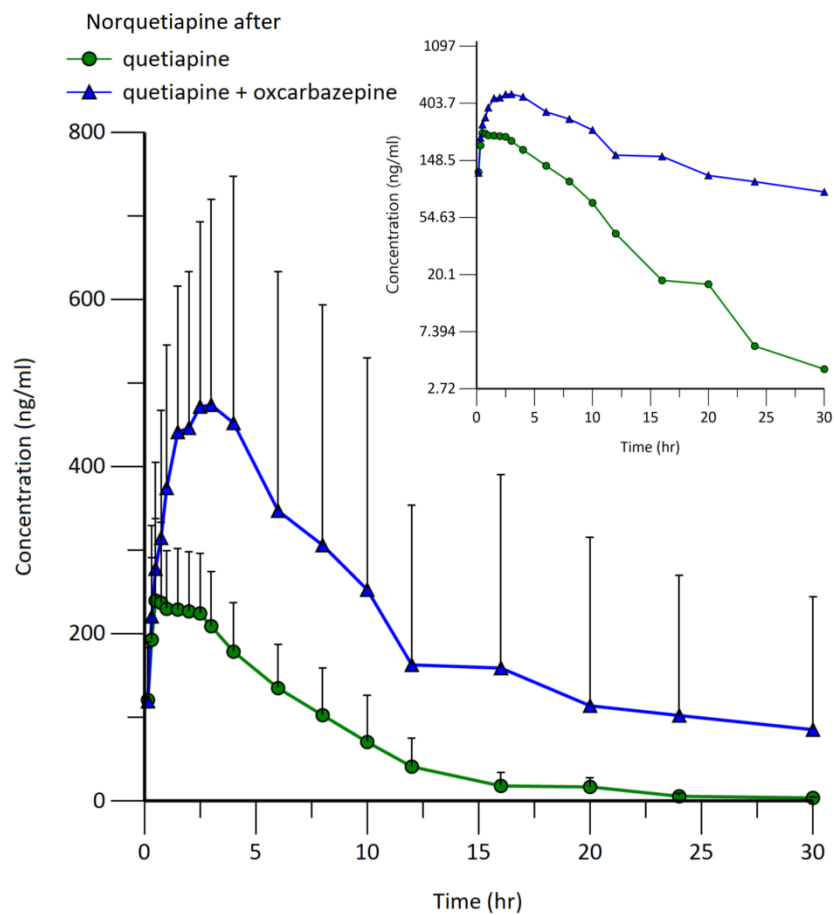 Norquetiapine after
quetiapine
quetiapine + oxcarbazepine
800
600
400
200
0
Concentration (ng/ml)
0 5 10 15 20 25 30
Time (hr)
1097
403.7
148.5
54.63
20.1
7.394
2.72
Concentration (ng/ml)
0 5 10 15 20 25 30
Time (hr)